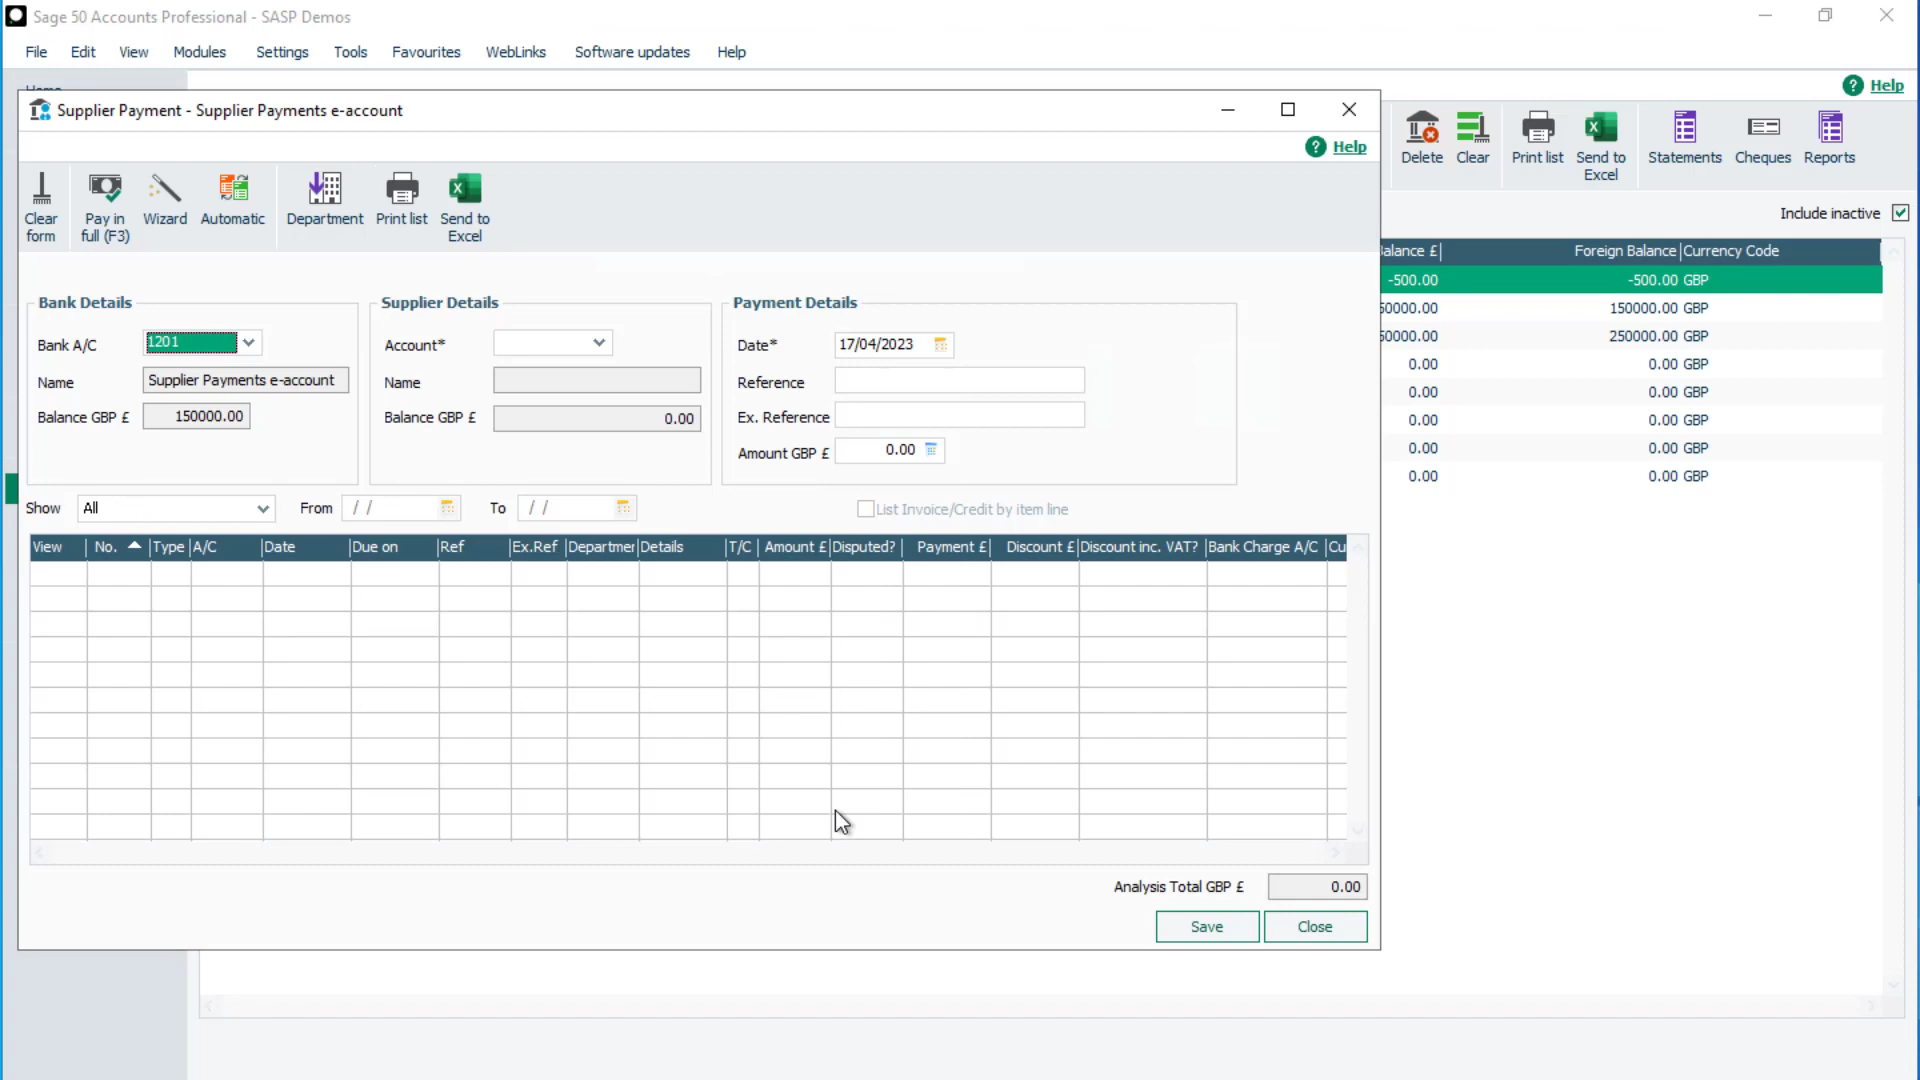 Sage 50 Accounts Professional - SASP Demos
File Edit View Modules Settings Tools Favourites WebLinks Software updates Help
? Help
Supplier Payment - Supplier Payments e-account
? Help
Clear form Pay in full (F3) Wizard Automatic Department Print list Send to Excel
Delete Clear Print list Send to Excel Statements Cheques Reports
Include inactive
Balance £ Foreign Balance Currency Code
-500.00 -500.00 GBP
150000.00 GBP
250000.00 GBP
0.00 0.00 GBP
0.00 0.00 GBP
0.00 0.00 GBP
0.00 0.00 GBP
0.00 0.00 GBP
Bank Details
Bank A/C 1201
Name Supplier Payments e-account
Balance GBP £ 150000.00
Supplier Details
Account*
Name
Balance GBP £ 0.00
Payment Details
Date* 17/04/2023
Reference
Ex. Reference
Amount GBP £ 0.00
Show All From / / To / / List Invoice/Credit by item line
View No. Type A/C Date Due on Ref Ex.Ref Departmer Details T/C Amount £ Disputed? Payment £ Discount £ Discount inc. VAT? Bank Charge A/C Cu
Analysis Total GBP £ 0.00
Save Close